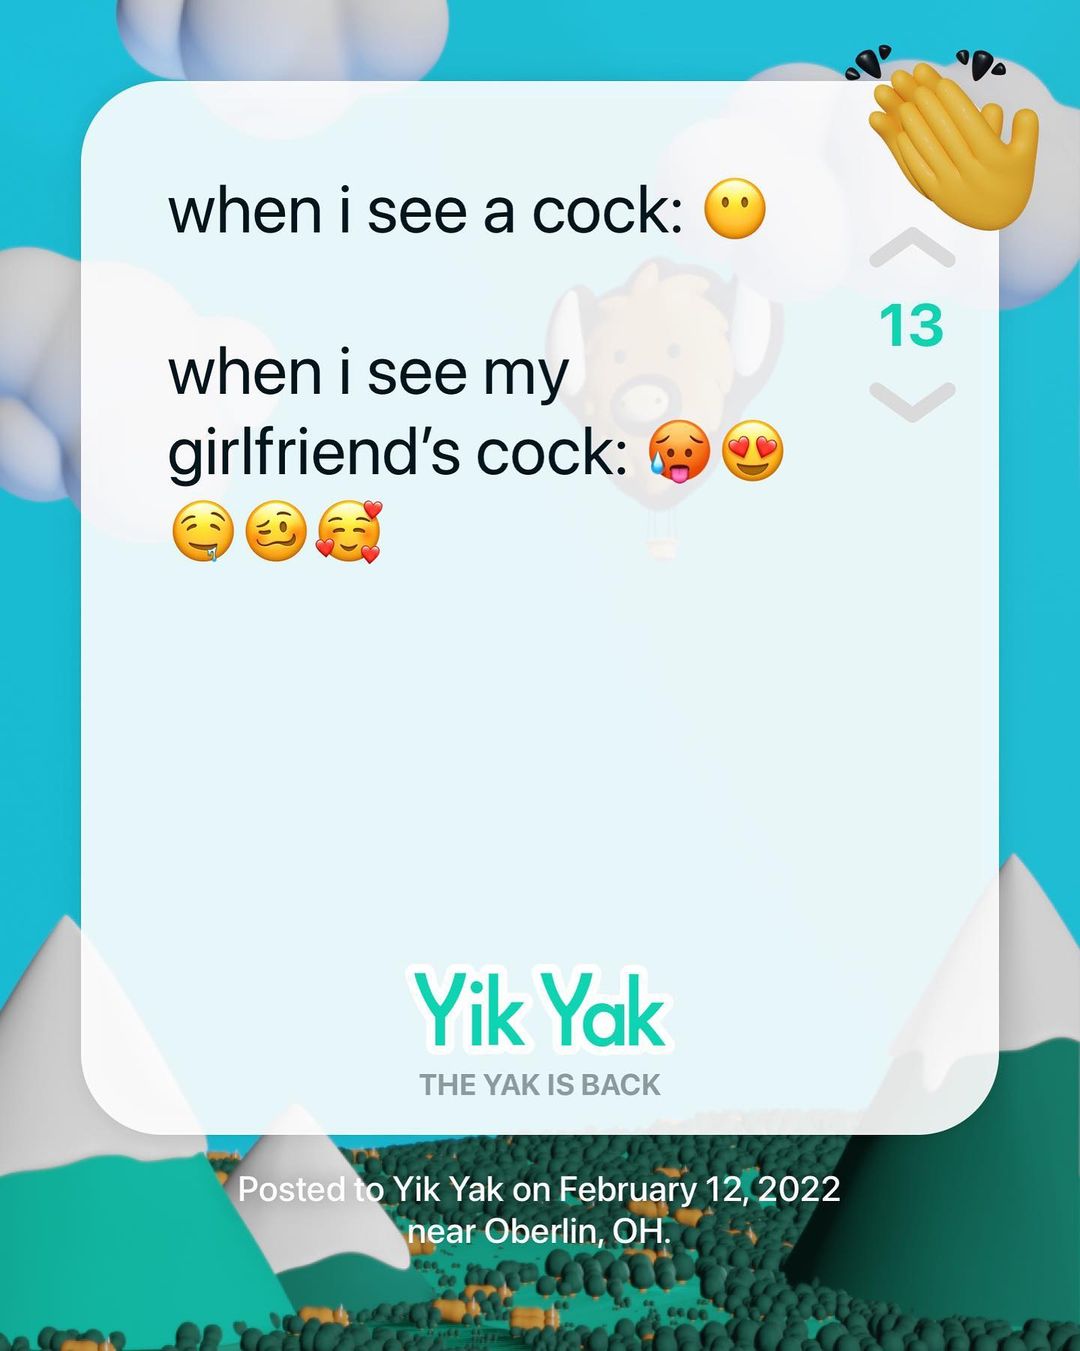 when i see a cock: 😶
13
when i see my
girlfriend's cock: 🥵😍
🤤🥴🥰
Yik Yak
THE YAK IS BACK
Posted to Yik Yak on February 12, 2022
near Oberlin, OH.